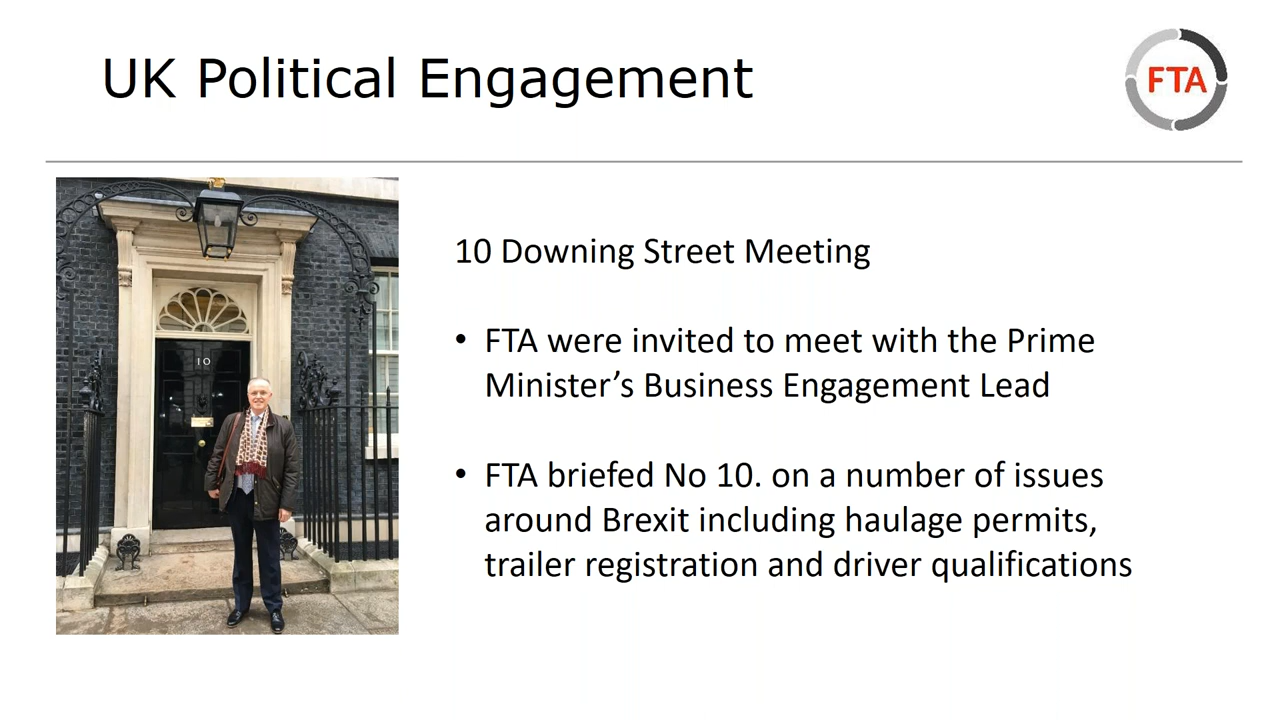 UK Political Engagement
FTA
10 Downing Street Meeting
• FTA were invited to meet with the Prime
Minister’s Business Engagement Lead
• FTA briefed No 10. on a number of issues
around Brexit including haulage permits,
trailer registration and driver qualifications
10